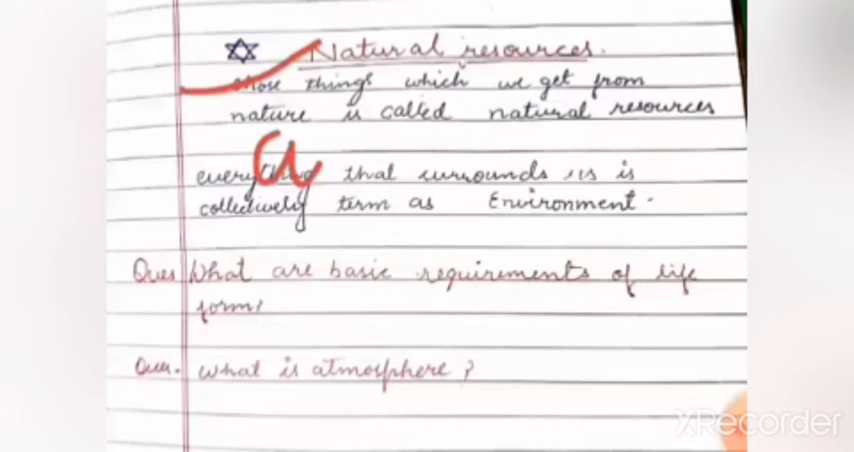 Natural resources.
those things which we get from
nature is called natural resources
everything that surrounds us is
collectively term as Environment.
Ques What are basic requirements of life
form,
Ques. What is atmosphere?
XRecorder